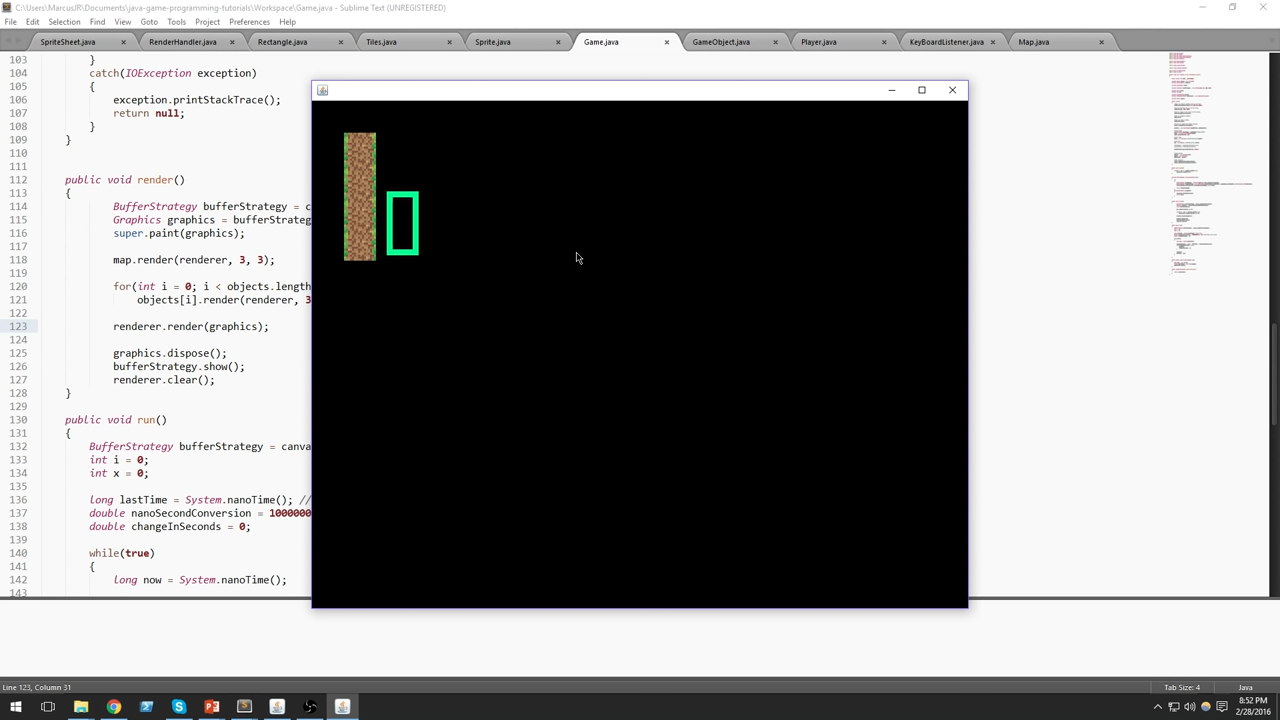 C:\Users\MarcusJR\Documents\java-game-programming-tutorials\Workspace\Game.java - Sublime Text (UNREGISTERED)
File Edit Selection Find View Goto Tools Project Preferences Help
SpriteSheet.java RenderHandler.java Rectangle.java Tiles.java Sprite.java Game.java GameObject.java Player.java KeyBoardListener.java Map.java
103 }
104 catch(IOException exception)
105 {
106 exception.printStackTrace();
107 return null;
108 }
109 }
110
111
112 public void render()
113 {
114 BufferStrategy bufferStrategy = c
115 Graphics graphics = bufferStrateg
116 super.paint(graphics);
117
118 map.render(renderer, 3, 3);
119
120 for(int i = 0; i < objects.length
121 objects[i].render(renderer, 3
122
123 renderer.render(graphics);
124
125 graphics.dispose();
126 bufferStrategy.show();
127 renderer.clear();
128 }
129
130 public void run()
131 {
132 BufferStrategy bufferStrategy = canva
133 int i = 0;
134 int x = 0;
135
136 long lastTime = System.nanoTime(); //
137 double nanoSecondConversion = 1000000
138 double changeInSeconds = 0;
139
140 while(true)
141 {
142 long now = System.nanoTime();
143
Line 123, Column 31 Tab Size: 4 Java
8:52 PM
2/28/2016